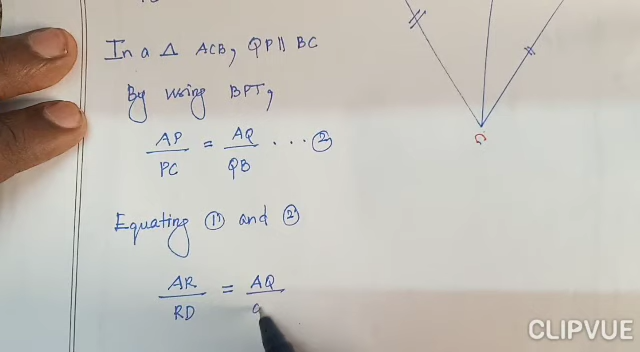 In a Δ ACB, QP || BC
By using BPT,
AP/PC = AQ/QB ... ②
Equating ① and ②
AR/RD = AQ/
CLIPVUE